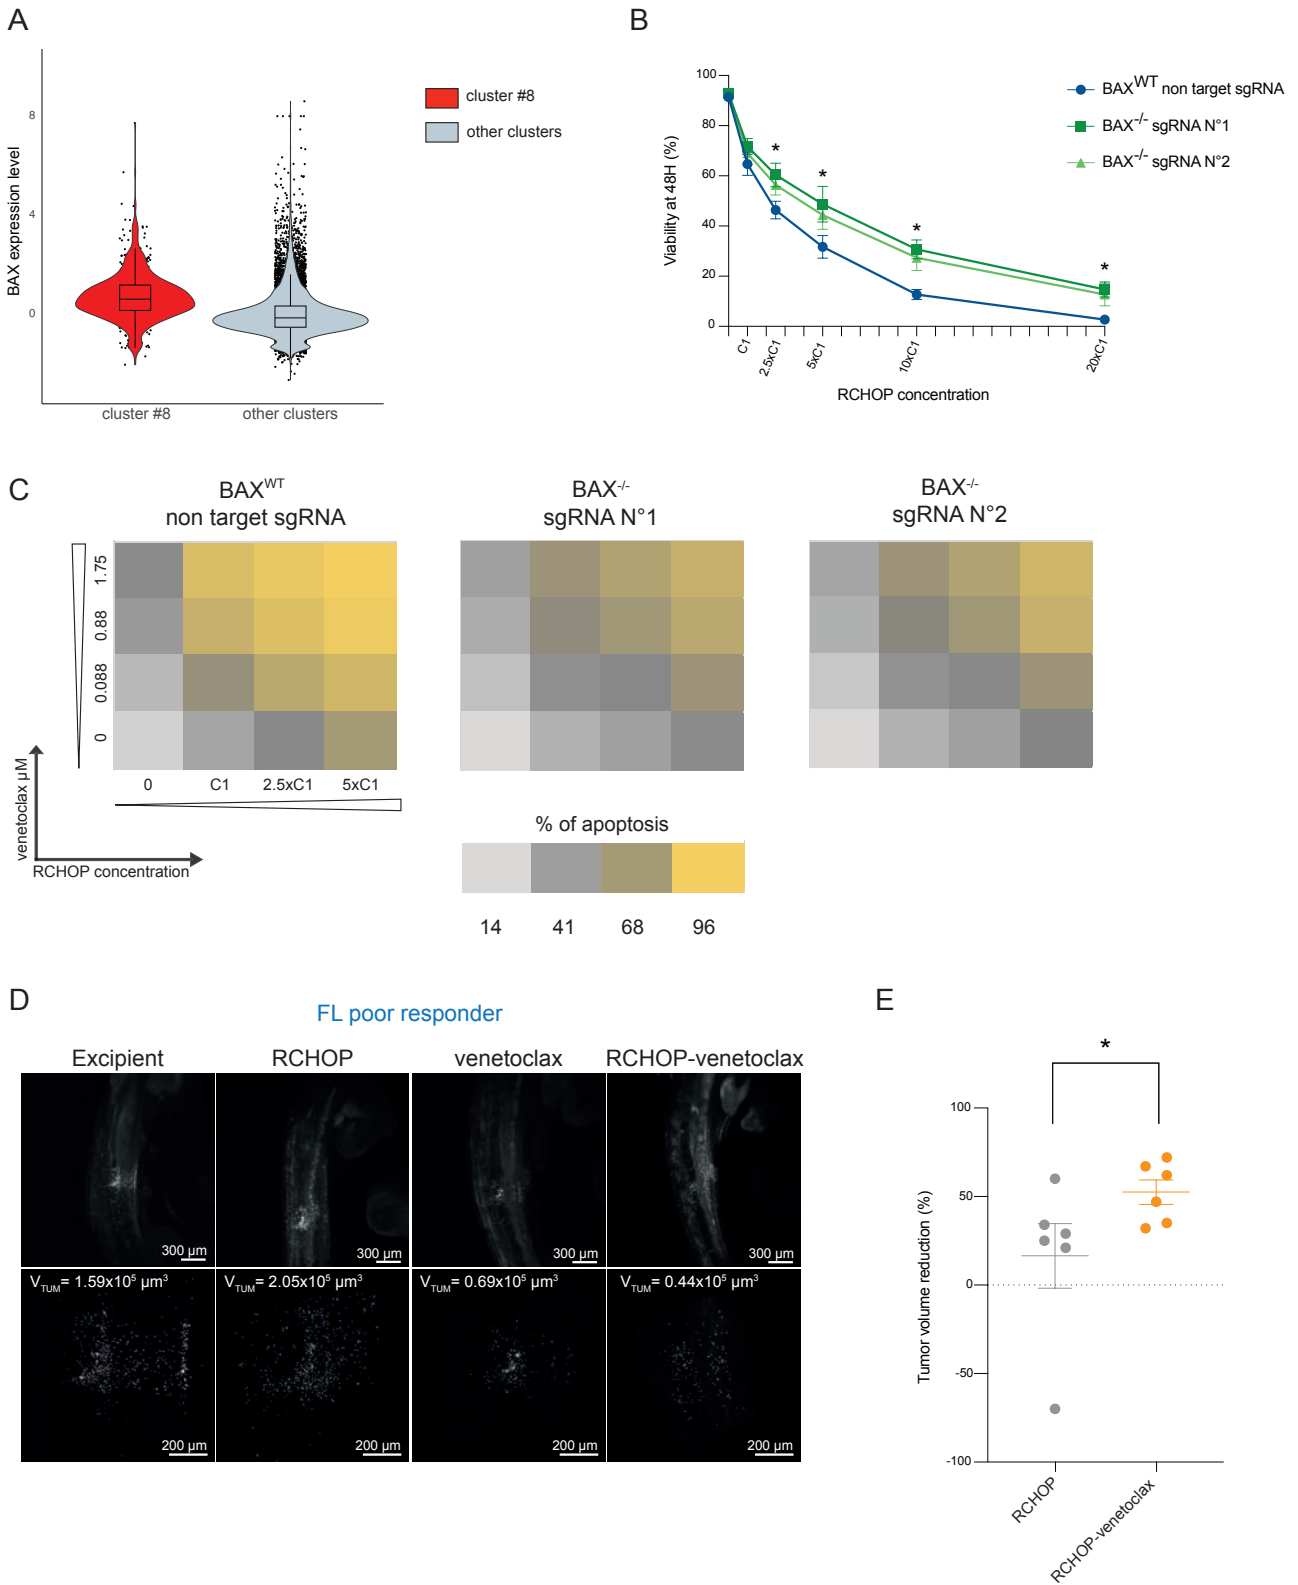 A
8
4
0
BAX expression level
cluster #8
other clusters
cluster #8
other clusters
B
100
80
60
40
20
0
Viability at 48H (%)
*
*
*
*
C1
2.5xC1
5xC1
10xC1
20xC1
RCHOP concentration
BAXWT non target sgRNA
BAX-/- sgRNA N°1
BAX-/- sgRNA N°2
C
BAXWT
non target sgRNA
BAX-/-
sgRNA N°1
BAX-/-
sgRNA N°2
1.75
0.88
0.088
0
venetoclax µM
0 C1 2.5xC1 5xC1
RCHOP concentration
% of apoptosis
14 41 68 96
D
FL poor responder
Excipient RCHOP venetoclax RCHOP-venetoclax
300 µm 300 µm 300 µm 300 µm
VTUM= 1.59x10⁵ µm³ VTUM= 2.05x10⁵ µm³ VTUM= 0.69x10⁵ µm³ VTUM= 0.44x10⁵ µm³
200 µm 200 µm 200 µm 200 µm
E
*
100
50
0
-50
-100
Tumor volume reduction (%)
RCHOP
RCHOP-venetoclax